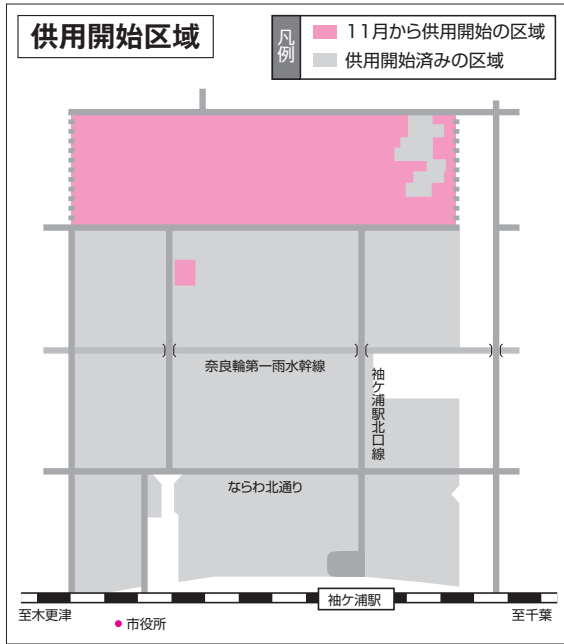 供用開始区域
凡例
11月から供用開始の区域
供用開始済みの区域
奈良輪第一雨水幹線
袖ケ浦駅北口線
ならわ北通り
袖ケ浦駅
至木更津
至千葉
市役所